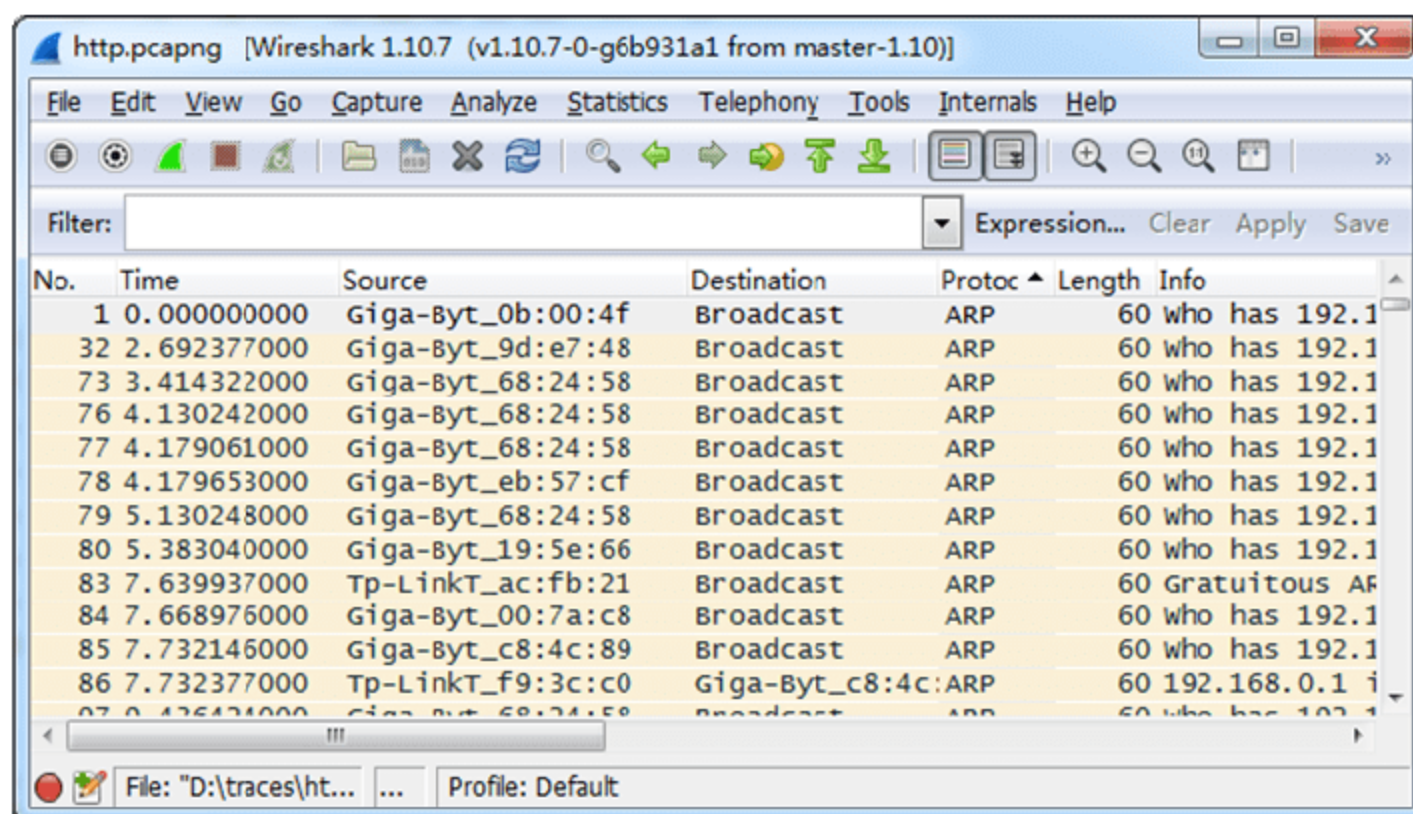 http.pcapng [Wireshark 1.10.7 (v1.10.7-0-g6b931a1 from master-1.10)]
File Edit View Go Capture Analyze Statistics Telephony Tools Internals Help
Filter: Expression... Clear Apply Save
No. Time Source Destination Protoc Length Info
1 0.000000000 Giga-Byt_0b:00:4f Broadcast ARP 60 Who has 192.1
32 2.692377000 Giga-Byt_9d:e7:48 Broadcast ARP 60 Who has 192.1
73 3.414322000 Giga-Byt_68:24:58 Broadcast ARP 60 Who has 192.1
76 4.130242000 Giga-Byt_68:24:58 Broadcast ARP 60 Who has 192.1
77 4.179061000 Giga-Byt_68:24:58 Broadcast ARP 60 Who has 192.1
78 4.179653000 Giga-Byt_eb:57:cf Broadcast ARP 60 Who has 192.1
79 5.130248000 Giga-Byt_68:24:58 Broadcast ARP 60 Who has 192.1
80 5.383040000 Giga-Byt_19:5e:66 Broadcast ARP 60 Who has 192.1
83 7.639937000 Tp-LinkT_ac:fb:21 Broadcast ARP 60 Gratuitous AR
84 7.668976000 Giga-Byt_00:7a:c8 Broadcast ARP 60 Who has 192.1
85 7.732146000 Giga-Byt_c8:4c:89 Broadcast ARP 60 Who has 192.1
86 7.732377000 Tp-LinkT_f9:3c:c0 Giga-Byt_c8:4c: ARP 60 192.168.0.1 i
Giga-Byt_68:24:58 Broadcast ARP 60 Who has 192.1
File: "D:\traces\ht... ... Profile: Default